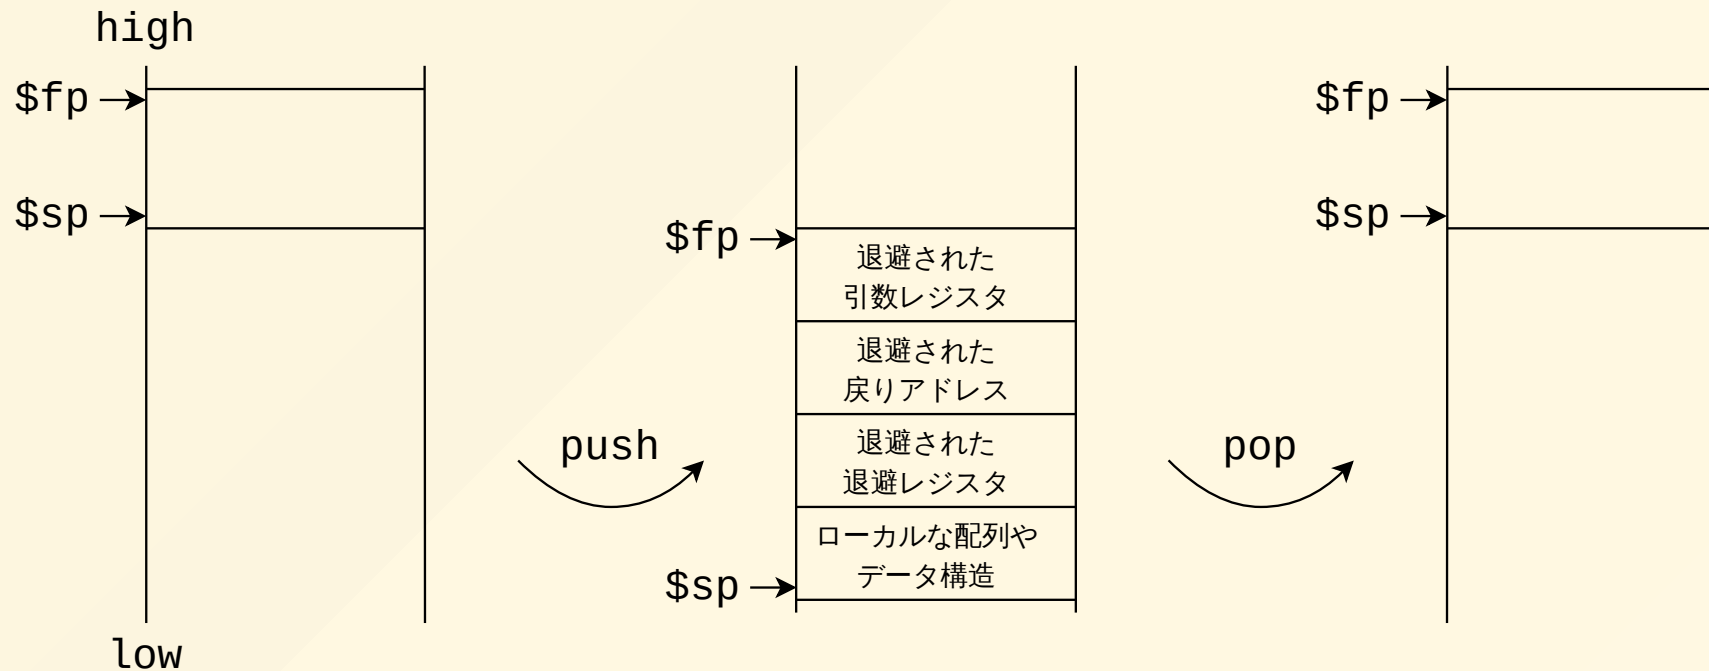 high
$fp
$sp
low
push
$fp
退避された
引数レジスタ
退避された
戻りアドレス
退避された
退避レジスタ
ローカルな配列や
データ構造
$sp
pop
$fp
$sp